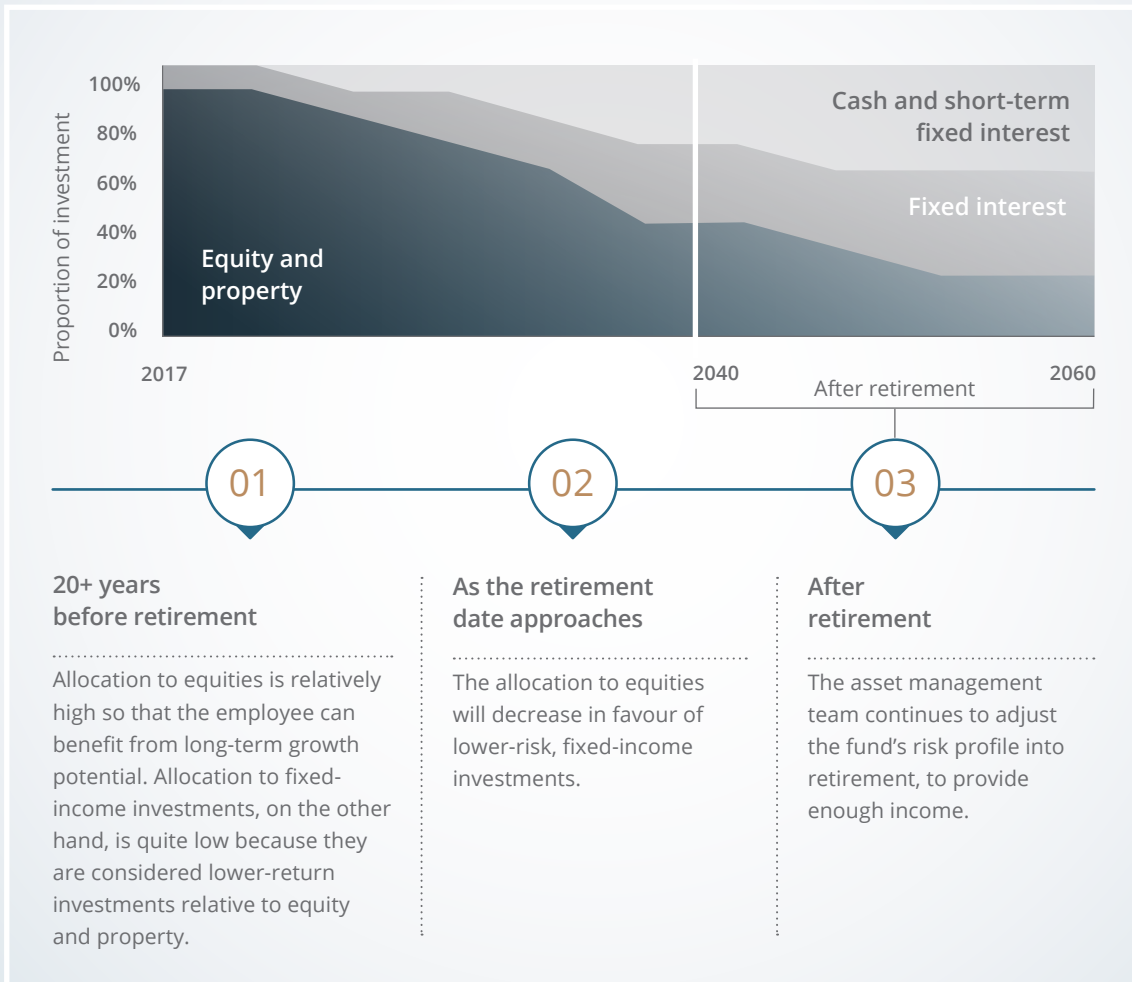 Proportion of investment
100%
80%
60%
40%
20%
0%
Cash and short-term
fixed interest
Fixed interest
Equity and
property
2017
2040
2060
After retirement
01
02
03
20+ years
before retirement
Allocation to equities is relatively
high so that the employee can
benefit from long-term growth
potential. Allocation to fixed-
income investments, on the other
hand, is quite low because they
are considered lower-return
investments relative to equity
and property.
As the retirement
date approaches
The allocation to equities
will decrease in favour of
lower-risk, fixed-income
investments.
After
retirement
The asset management
team continues to adjust
the fund’s risk profile into
retirement, to provide
enough income.